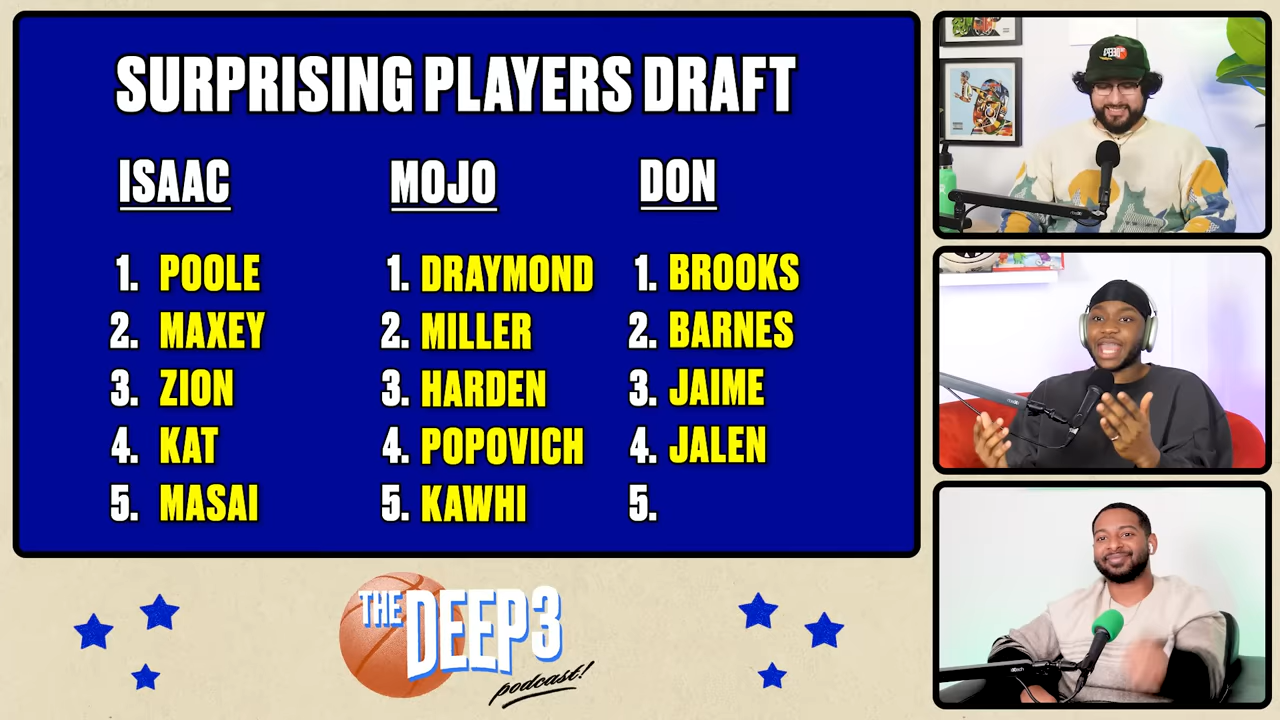 SURPRISING PLAYERS DRAFT
ISAAC
1. POOLE
2. MAXEY
3. ZION
4. KAT
5. MASAI
MOJO
1. DRAYMOND
2. MILLER
3. HARDEN
4. POPOVICH
5. KAWHI
DON
1. BROOKS
2. BARNES
3. JAIME
4. JALEN
5.
THE DEEP3
podcast!